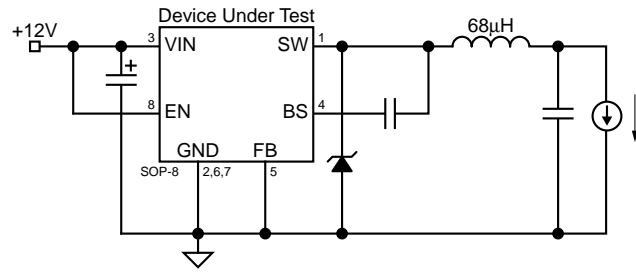 Device Under Test
+12V
3
VIN
SW
1
68µH
+
8
EN
BS
4
GND
FB
SOP-8
2,6,7
5